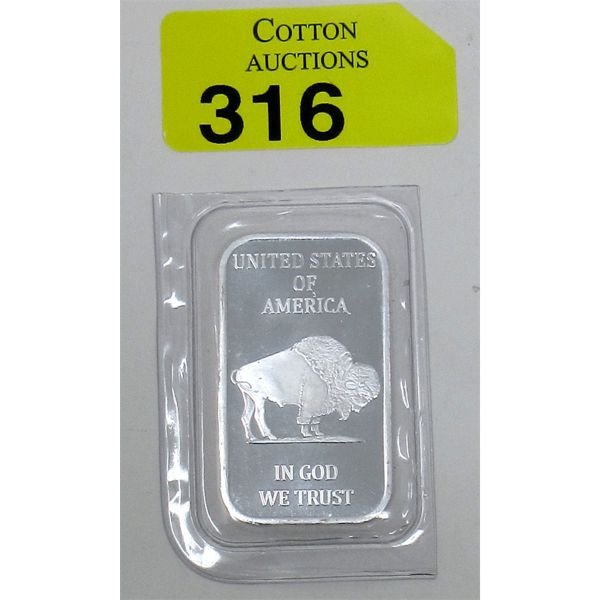 COTTON
AUCTIONS
316
UNITED STATES
OF
AMERICA
IN GOD
WE TRUST